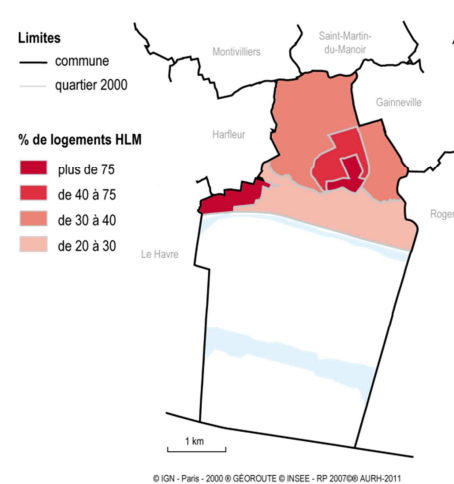 Limites
commune
quartier 2000
% de logements HLM
plus de 75
de 40 à 75
de 30 à 40
de 20 à 30
Montivilliers
Saint-Martin-
du-Manoir
Gainneville
Harfleur
Roger
Le Havre
1 km
© IGN - Paris - 2000 ® GÉOROUTE © INSEE - RP 2007©® AURH-2011